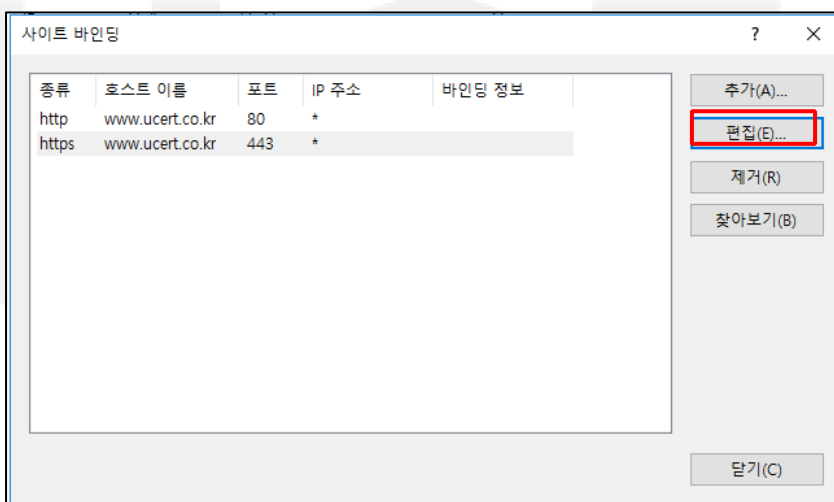 사이트 바인딩
종류 호스트 이름 포트 IP 주소 바인딩 정보
http www.ucert.co.kr 80 *
https www.ucert.co.kr 443 *
추가(A)...
편집(E)...
제거(R)
찾아보기(B)
닫기(C)